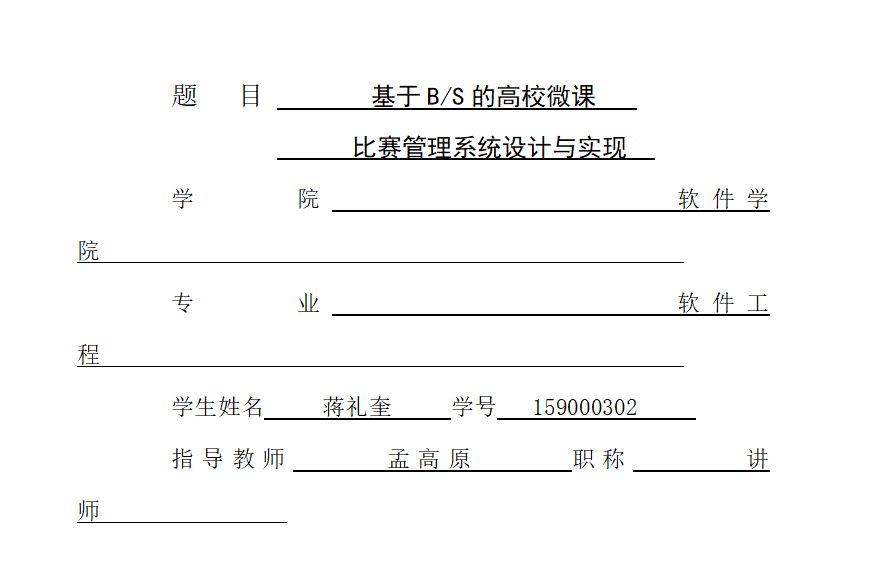 题 目 基于 B/S 的高校微课
比赛管理系统设计与实现
学 院 软 件 学
院
专 业 软 件 工
程
学生姓名 蒋礼奎 学号 159000302
指 导 教 师 孟 高 原 职 称 讲
师